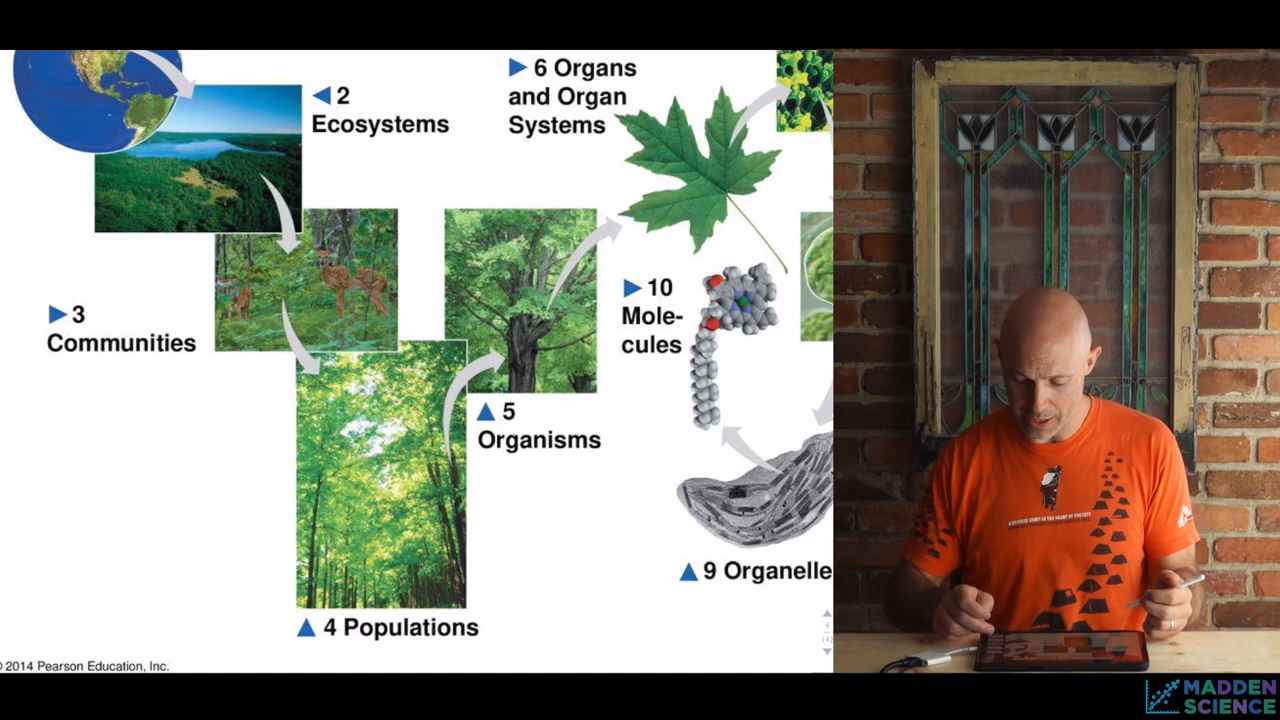 ◀ 2
Ecosystems
▶ 6 Organs
and Organ
Systems
▶ 3
Communities
▶ 10
Mole-
cules
▲ 5
Organisms
▲ 9 Organelle
▲ 4 Populations
2014 Pearson Education, Inc.
MADDEN
SCIENCE